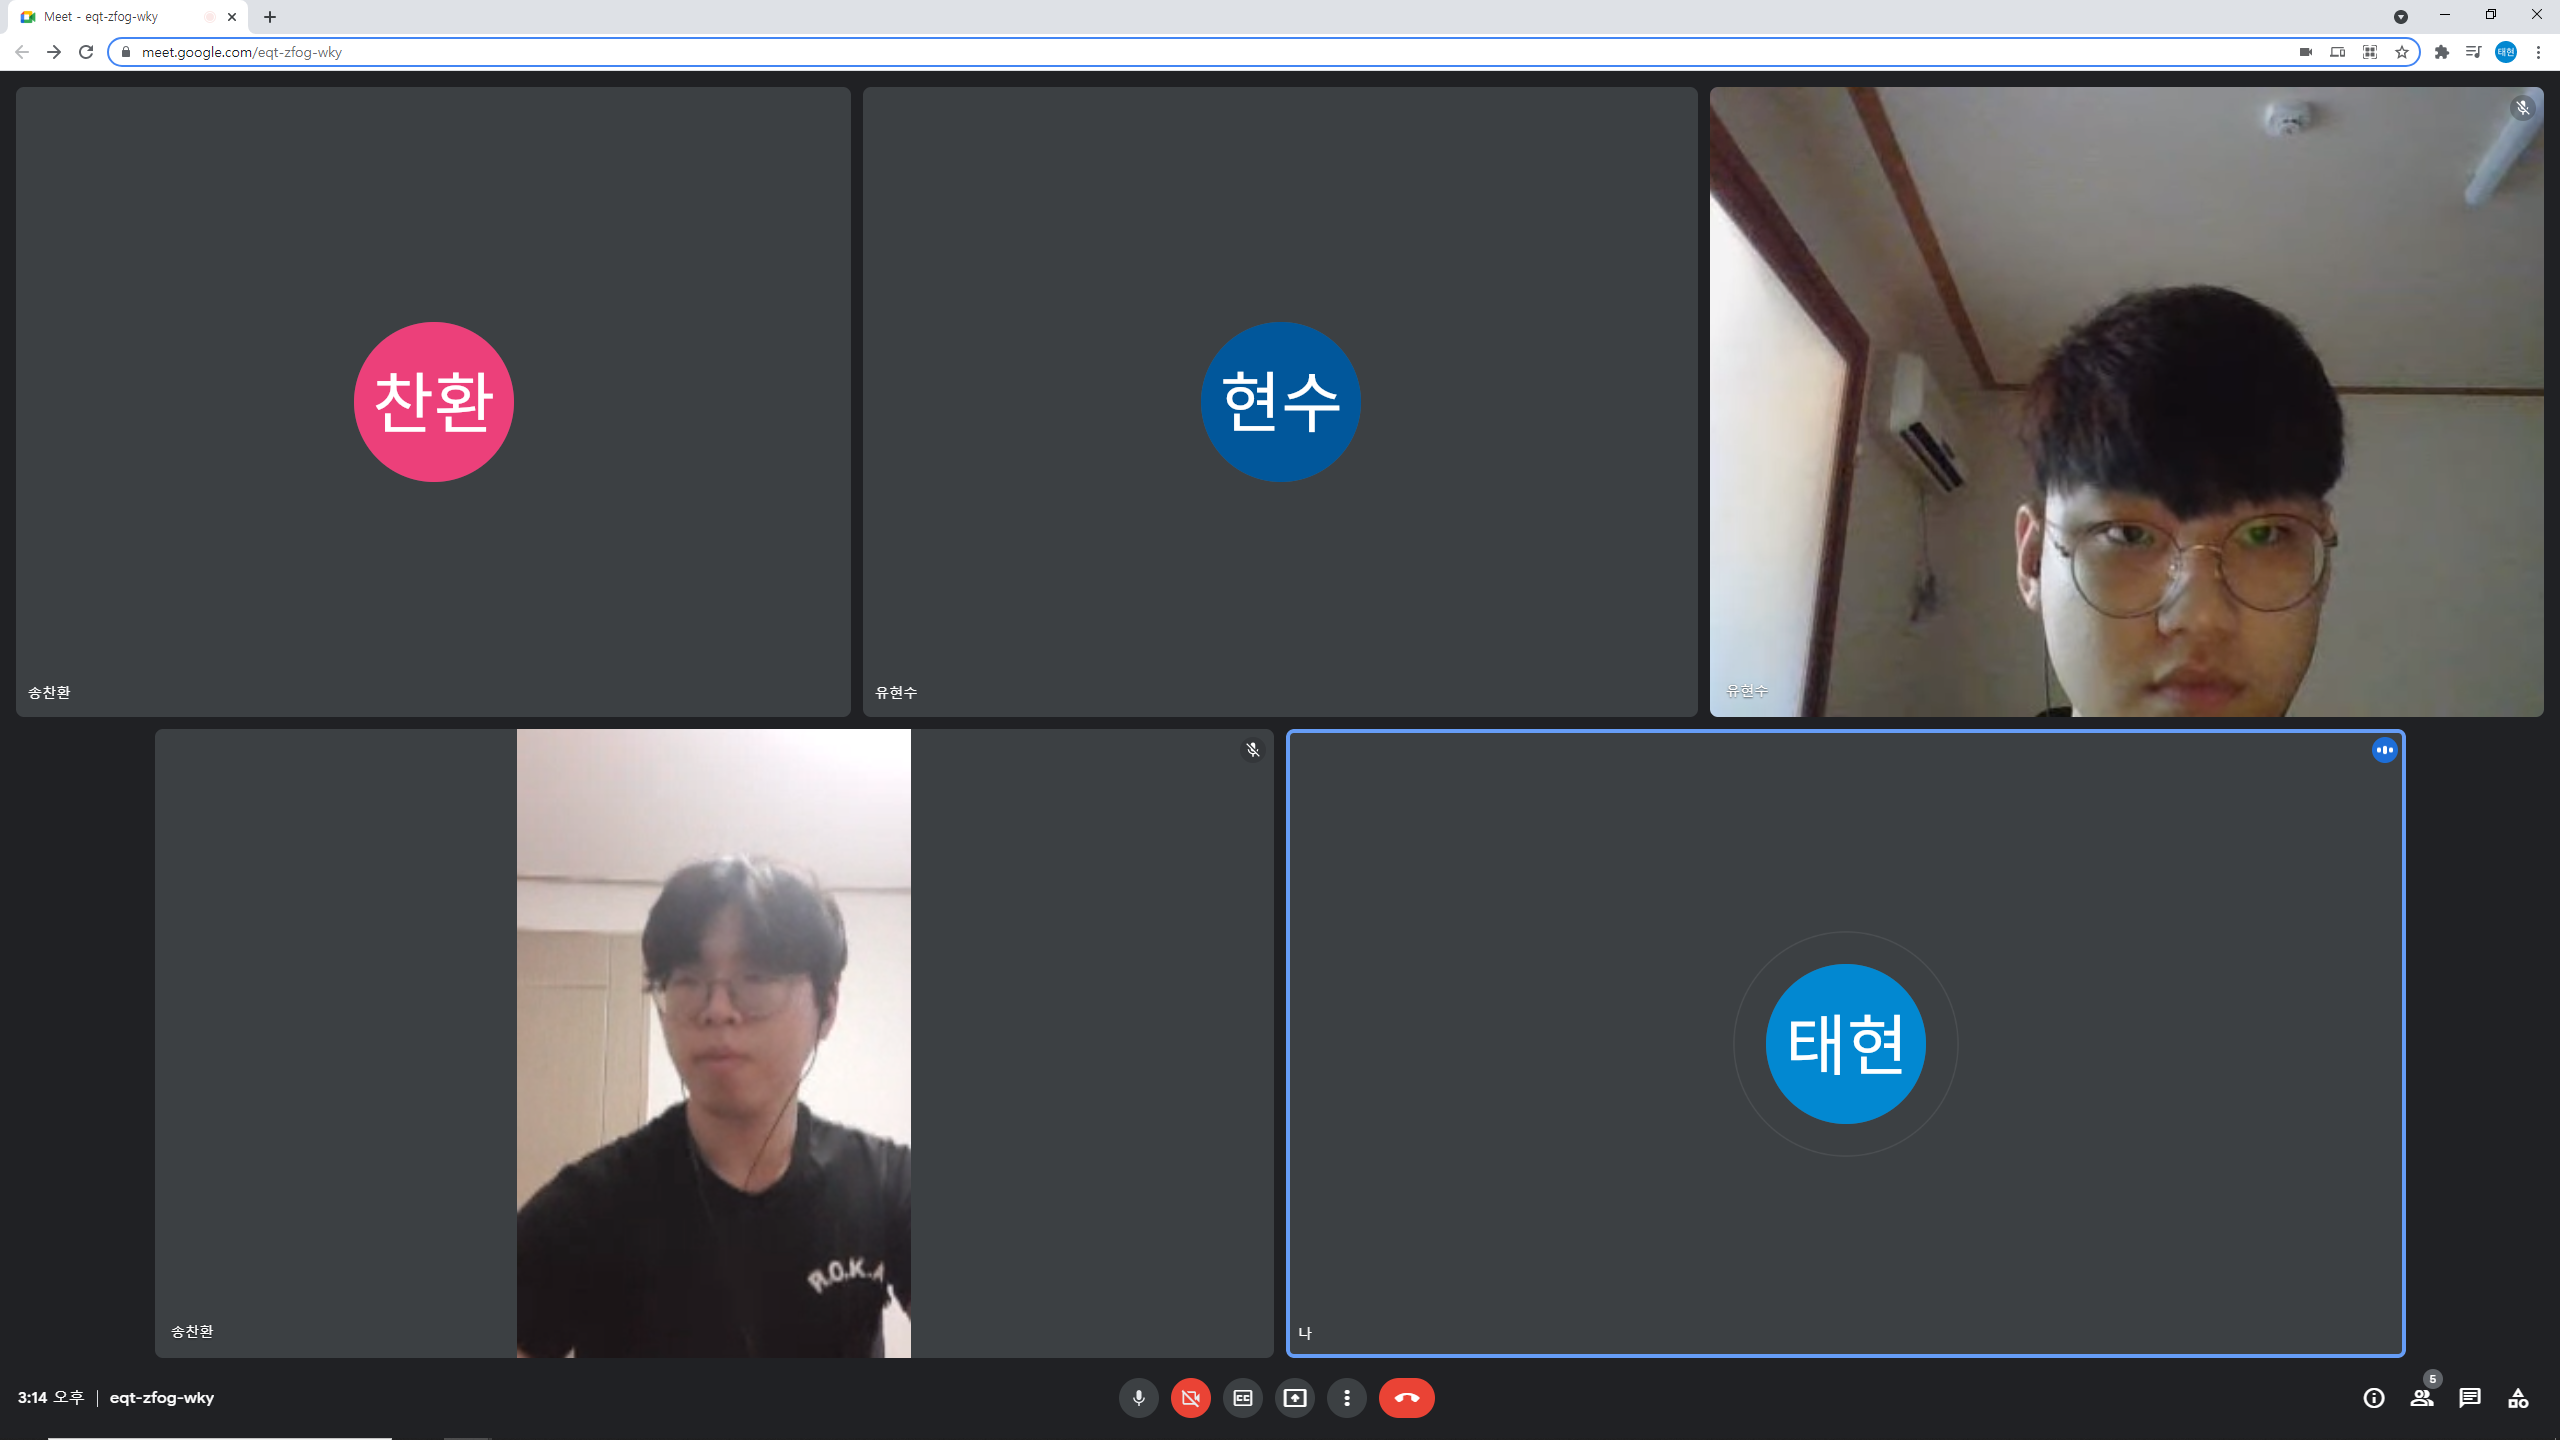 Meet - eqt-zfog-wky
meet.google.com/eqt-zfog-wky
태현
찬환
송찬환
현수
유현수
유현수
R.O.K.A
송찬환
태현
나
3:14 오후 | eqt-zfog-wky
5